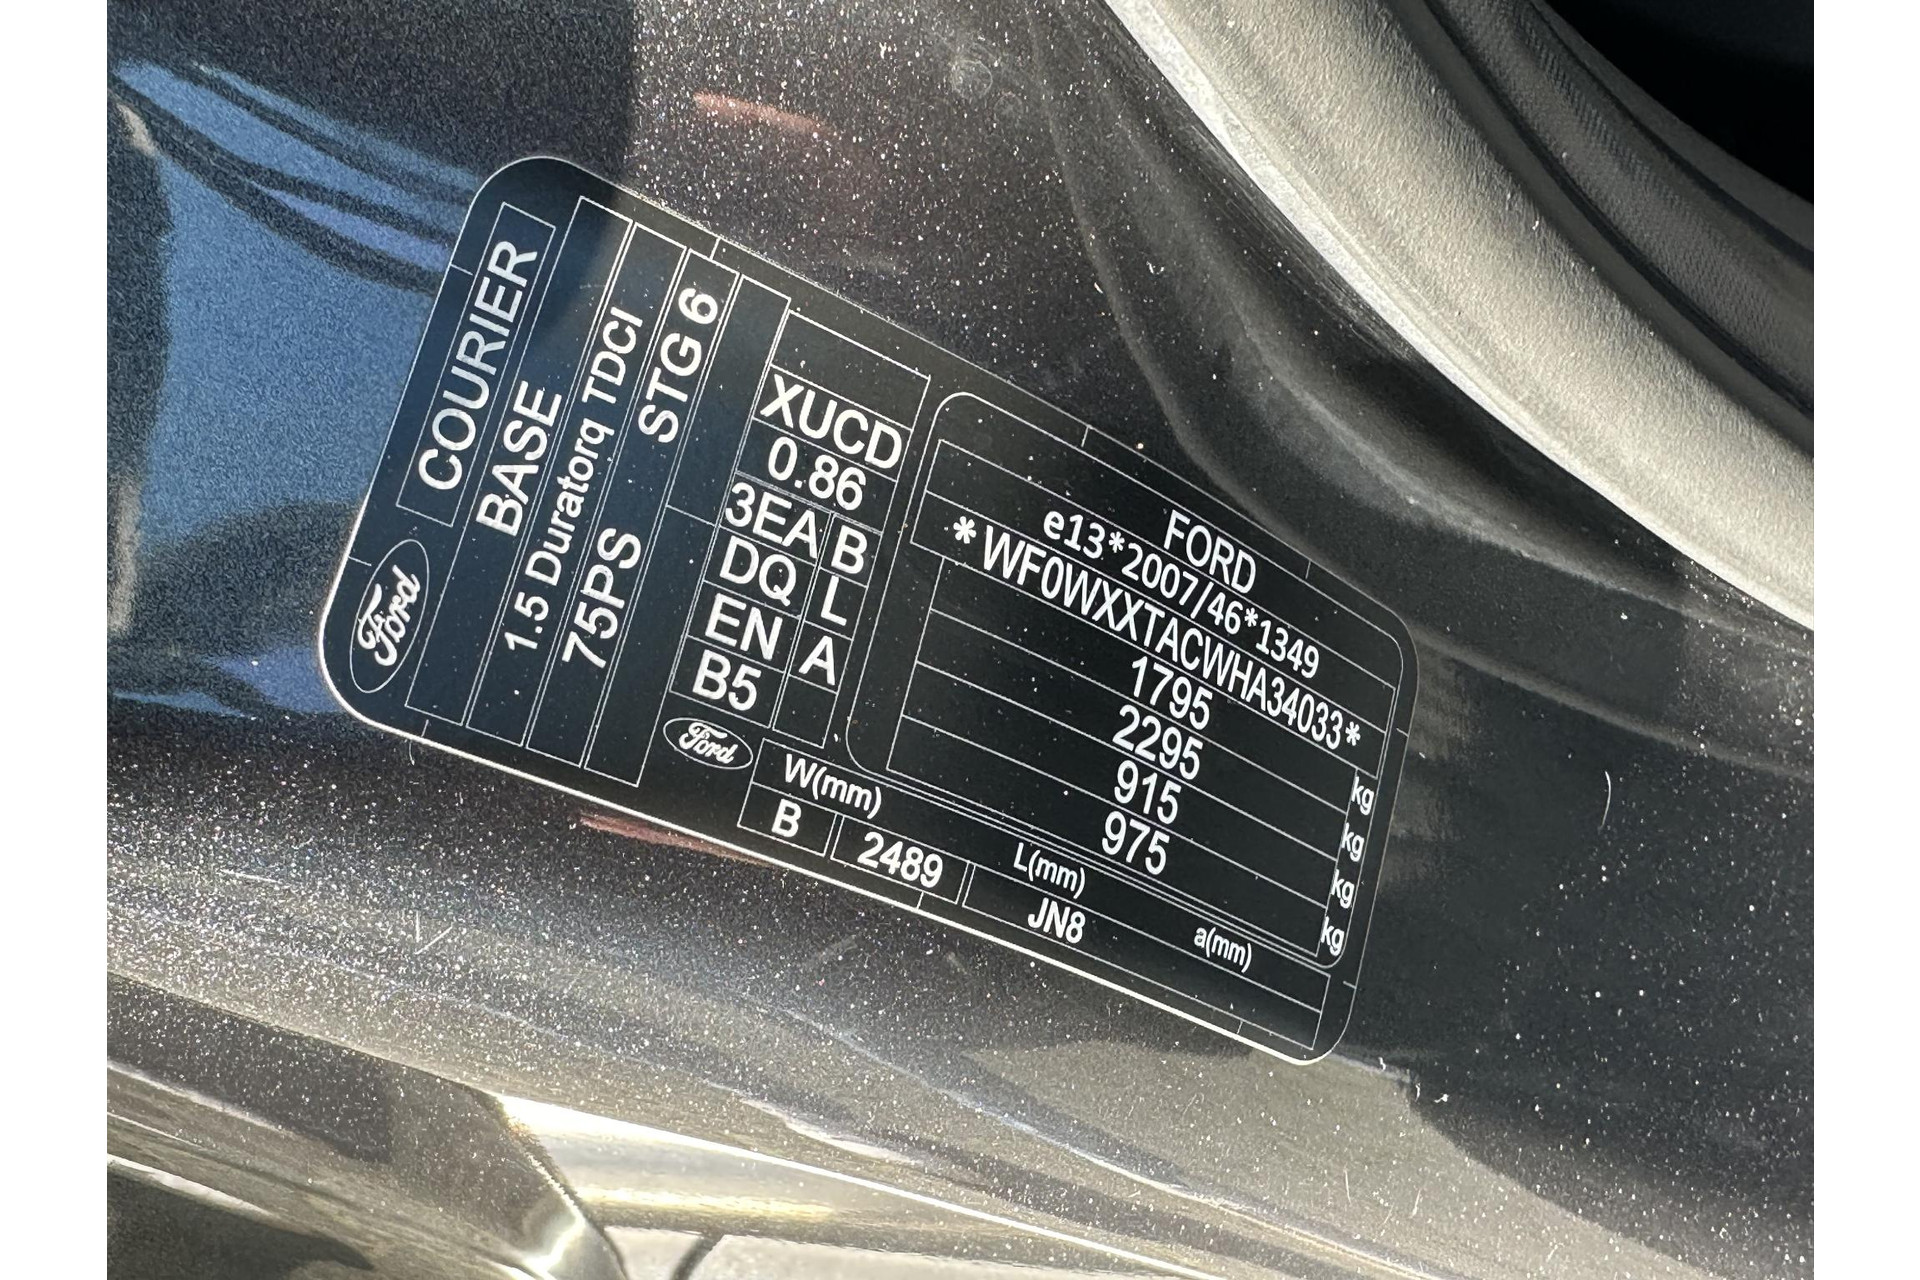 FORD
e13*2007/46*1349
*WF0WXXTACWHA34033*
1795 kg
2295 kg
915 kg
975 kg
XUCD
0.86
3EA B
DQ L
EN A
B5
Ford
W(mm) L(mm) a(mm)
B 2489 JN8
Ford
COURIER
BASE
1.5 Duratorq TDCI
75PS STG 6